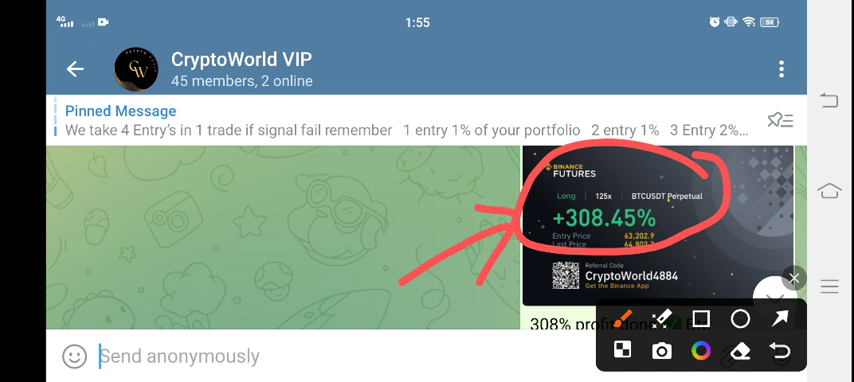 4G
1:55
84
CryptoWorld VIP
45 members, 2 online
Pinned Message
We take 4 Entry's in 1 trade if signal fail remember 1 entry 1% of your portfolio 2 entry 1% 3 Entry 2%...
BINANCE
FUTURES
Long | 125x | BTCUSDT Perpetual
+308.45%
Entry Price 63,202.9
Last Price
Referral Code
CryptoWorld4884
Get the Binance App
308% profit done
Send anonymously